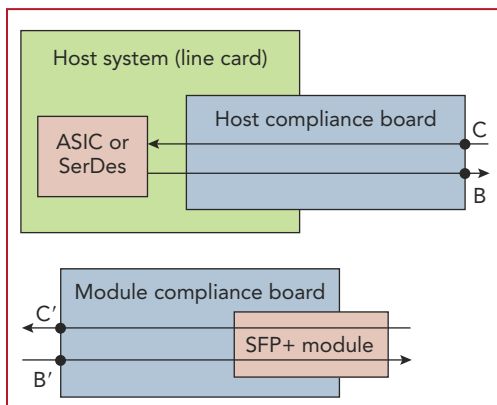 Host system (line card)
Host compliance board
C
ASIC or
SerDes
B
Module compliance board
C′
SFP+ module
B′